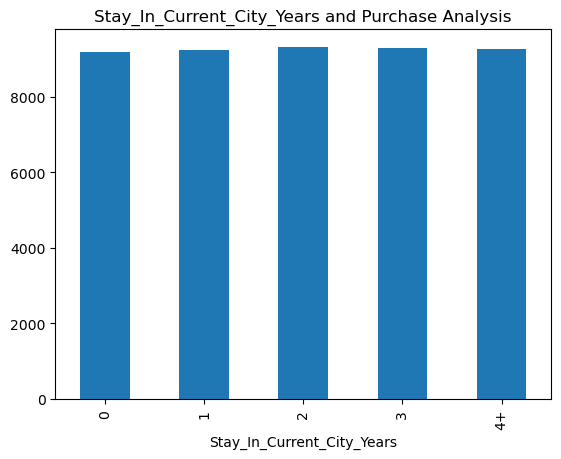 Stay_In_Current_City_Years and Purchase Analysis
8000
6000
4000
2000
0
0 1 2 3 4+
Stay_In_Current_City_Years